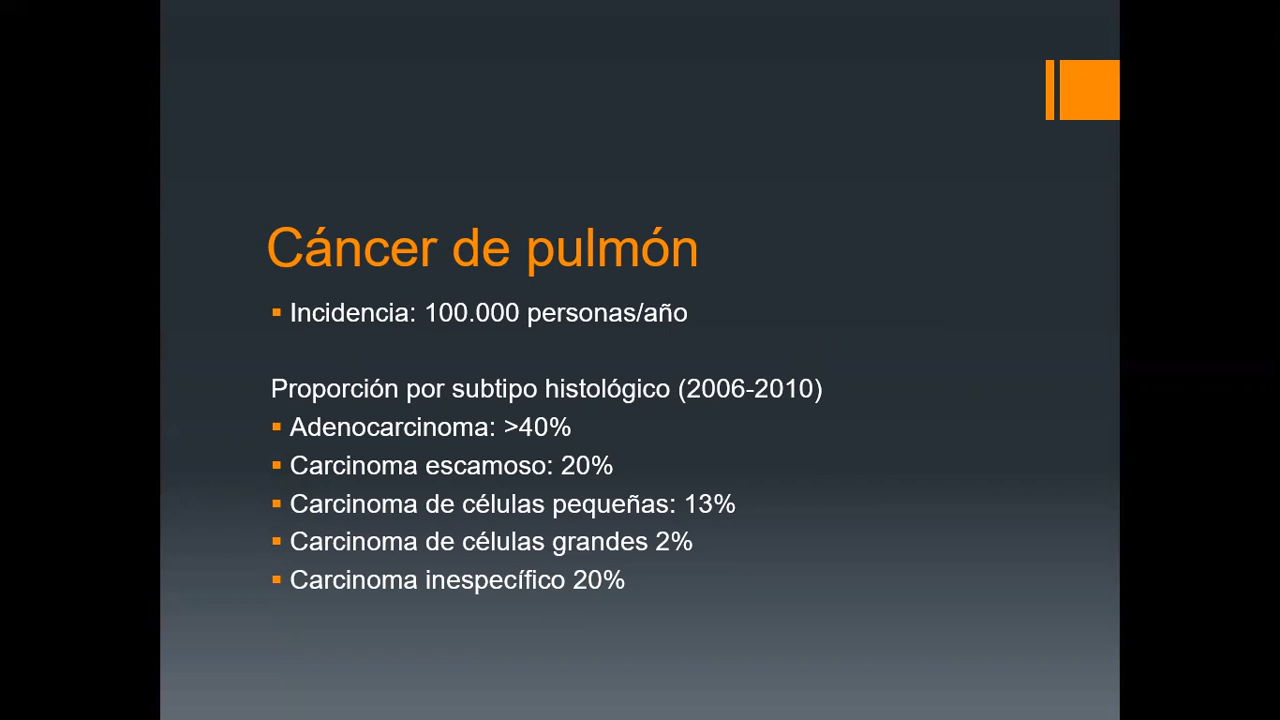 Cáncer de pulmón
Incidencia: 100.000 personas/año
Proporción por subtipo histológico (2006-2010)
Adenocarcinoma: >40%
Carcinoma escamoso: 20%
Carcinoma de células pequeñas: 13%
Carcinoma de células grandes 2%
Carcinoma inespecífico 20%